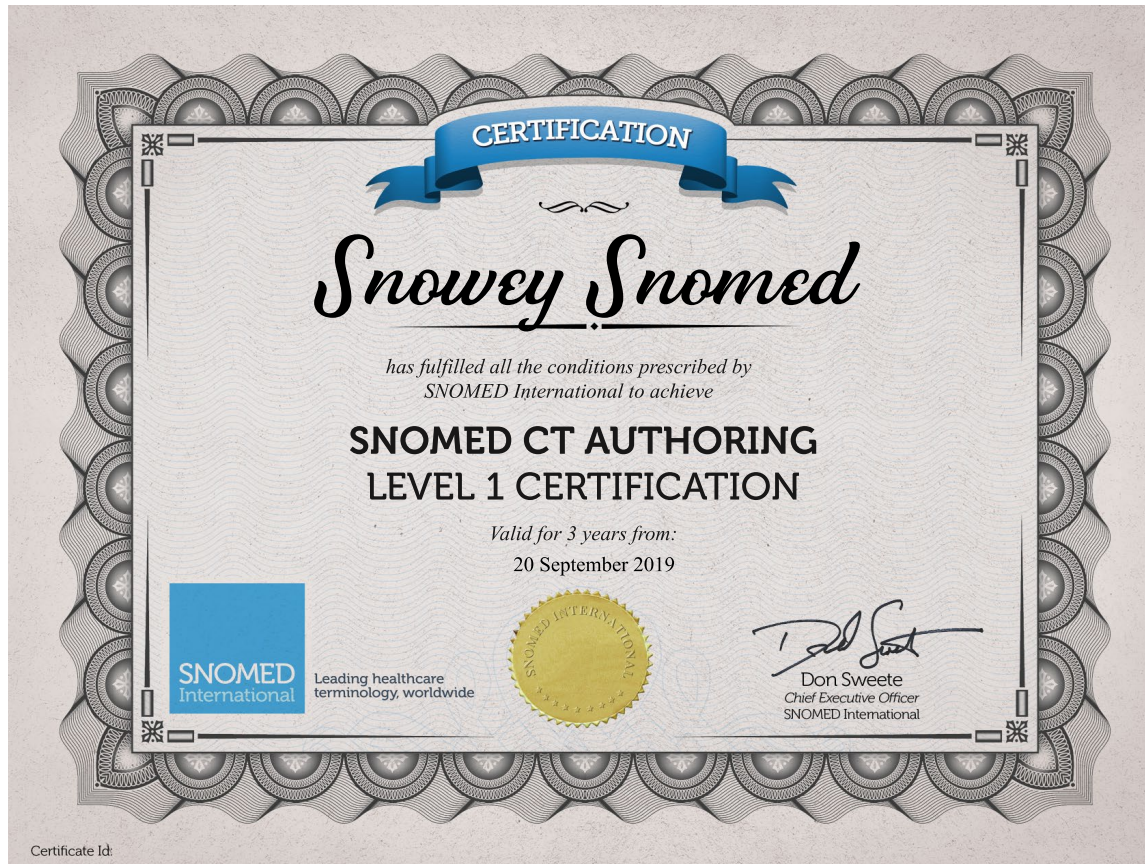 CERTIFICATION
Snowey Snomed
has fulfilled all the conditions prescribed by
SNOMED International to achieve
SNOMED CT AUTHORING
LEVEL 1 CERTIFICATION
Valid for 3 years from:
20 September 2019
SNOMED
International
Leading healthcare
terminology, worldwide
SNOMED INTERNATIONAL
Don Sweete
Chief Executive Officer
SNOMED International
Certificate Id: